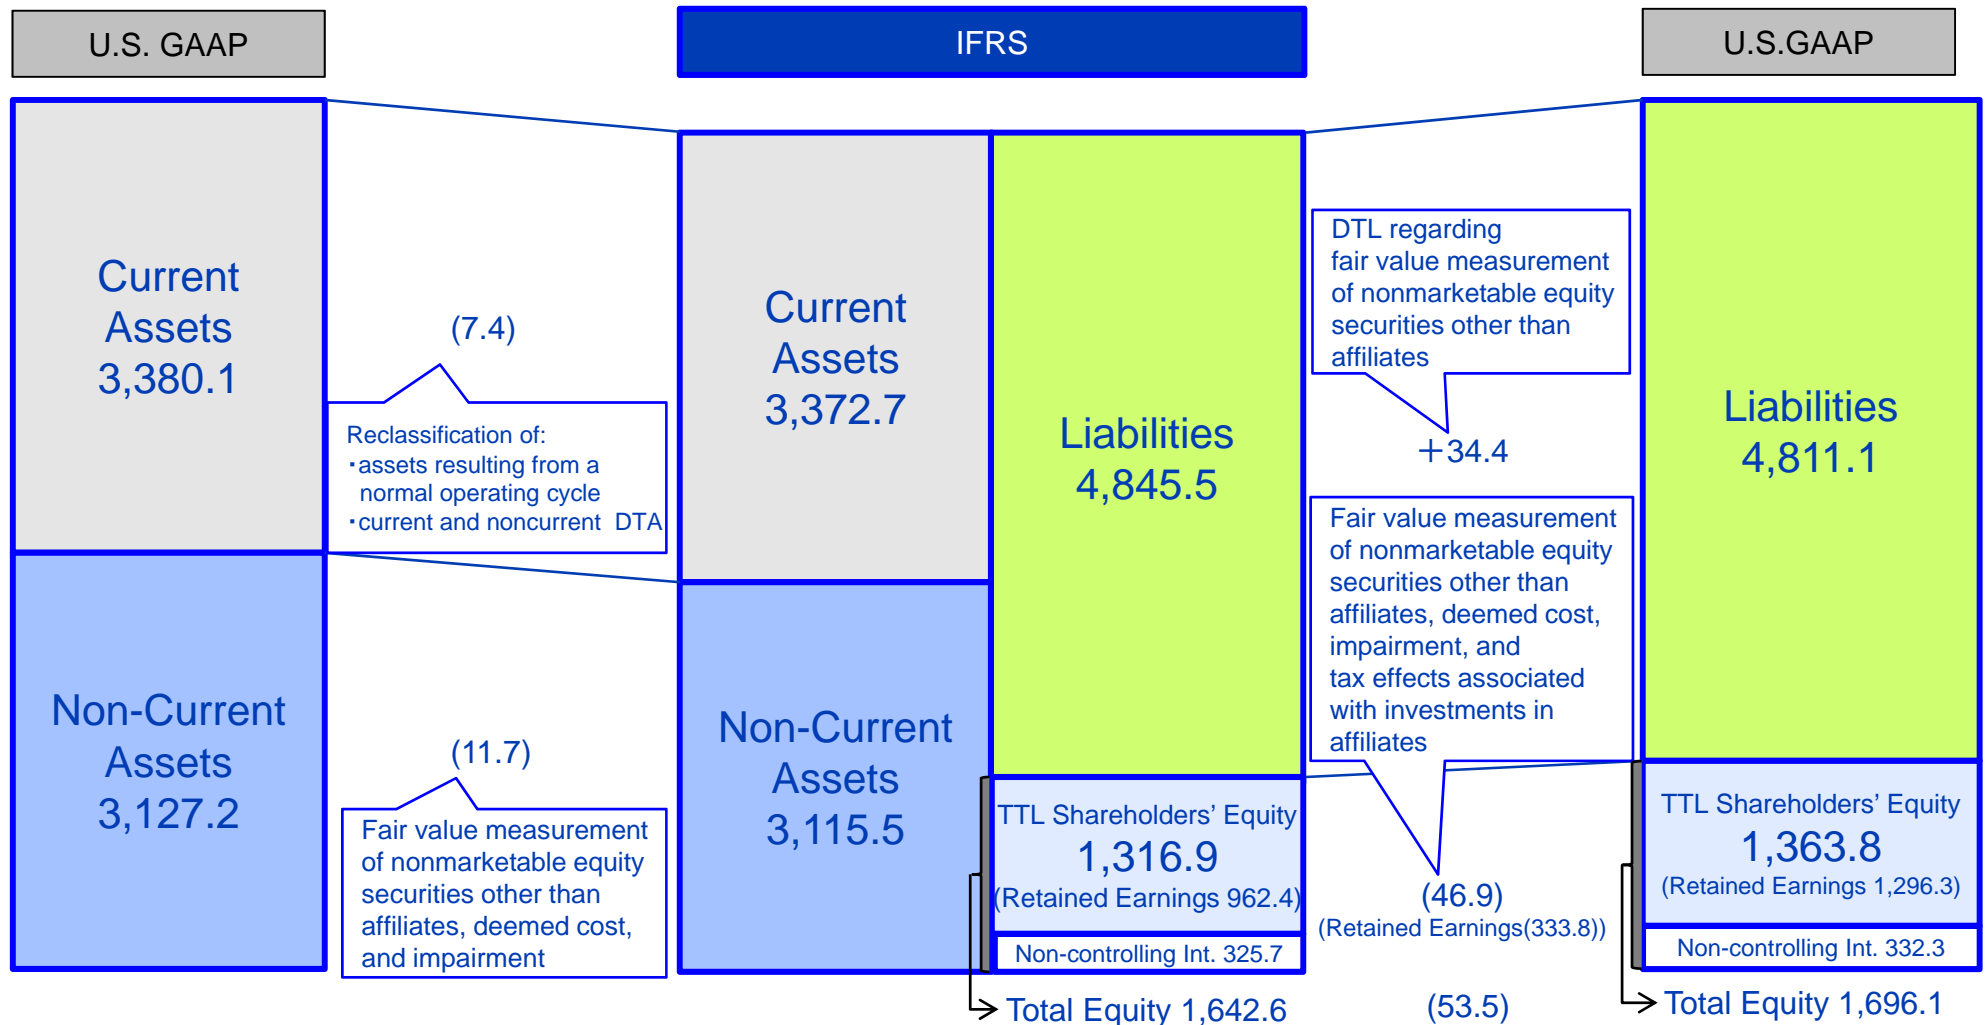 U.S. GAAP
IFRS
U.S.GAAP
Current
Assets
3,380.1
Non-Current
Assets
3,127.2
(7.4)
Reclassification of:
・assets resulting from a
normal operating cycle
・current and noncurrent DTA
(11.7)
Fair value measurement
of nonmarketable equity
securities other than
affiliates, deemed cost,
and impairment
Current
Assets
3,372.7
Non-Current
Assets
3,115.5
Liabilities
4,845.5
TTL Shareholders’ Equity
1,316.9
(Retained Earnings 962.4)
Non-controlling Int. 325.7
Total Equity 1,642.6
DTL regarding
fair value measurement
of nonmarketable equity
securities other than
affiliates
+34.4
Fair value measurement
of nonmarketable equity
securities other than
affiliates, deemed cost,
impairment, and
tax effects associated
with investments in
affiliates
(46.9)
(Retained Earnings(333.8))
(53.5)
Liabilities
4,811.1
TTL Shareholders’ Equity
1,363.8
(Retained Earnings 1,296.3)
Non-controlling Int. 332.3
Total Equity 1,696.1